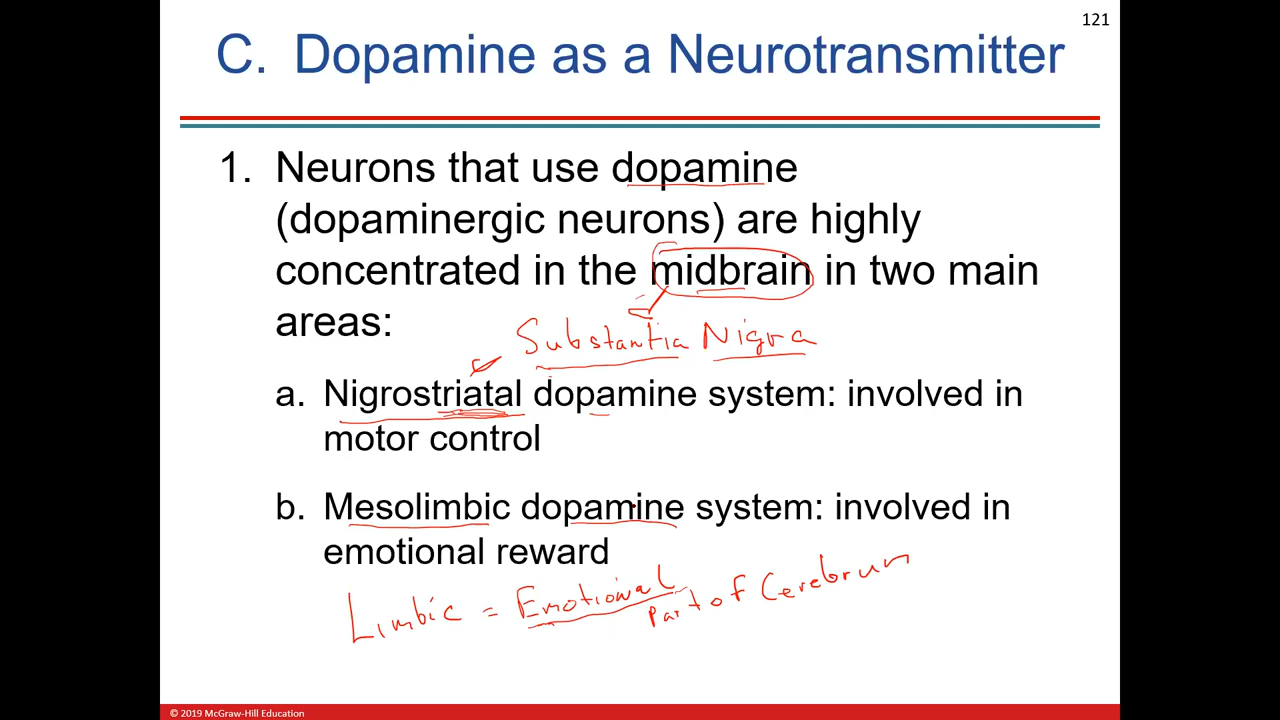 121
C. Dopamine as a Neurotransmitter
1. Neurons that use dopamine
(dopaminergic neurons) are highly
concentrated in the midbrain in two main
areas:
Substantia Nigra
a. Nigrostriatal dopamine system: involved in
motor control
b. Mesolimbic dopamine system: involved in
emotional reward
Limbic = Emotional part of Cerebrum
© 2019 McGraw-Hill Education